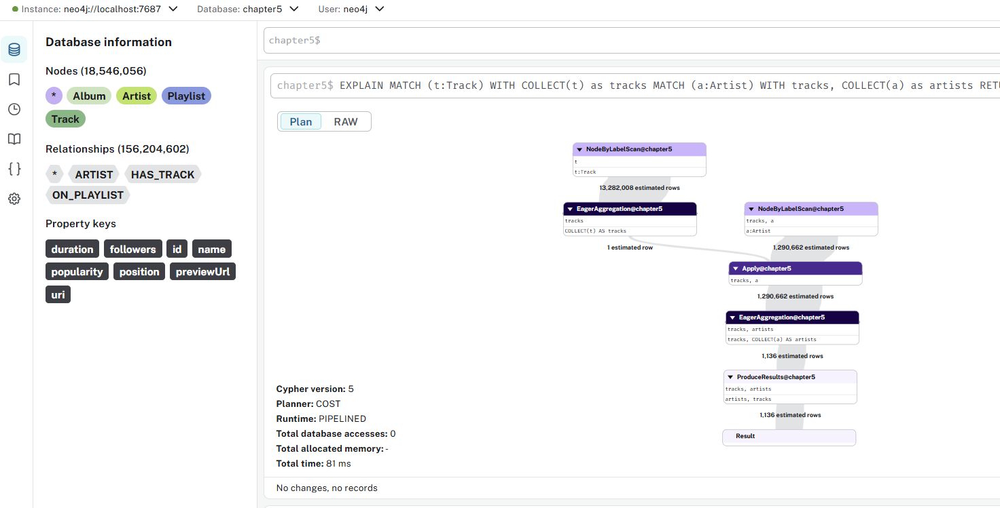 Instance: neo4j://localhost:7687 Database: chapter5 User: neo4j
Database information
Nodes (18,546,056)
* Album Artist Playlist
Track
Relationships (156,204,602)
* ARTIST HAS_TRACK
ON_PLAYLIST
Property keys
duration followers id name
popularity position previewUrl
uri
chapter5$
chapter5$ EXPLAIN MATCH (t:Track) WITH COLLECT(t) as tracks MATCH (a:Artist) WITH tracks, COLLECT(a) as artists RETU
Plan RAW
NodeByLabelScan@chapter5
t
t:Track
13,282,008 estimated rows
EagerAggregation@chapter5
tracks
COLLECT(t) AS tracks
1 estimated row
NodeByLabelScan@chapter5
tracks, a
a:Artist
1,290,662 estimated rows
Apply@chapter5
tracks, a
1,290,662 estimated rows
EagerAggregation@chapter5
tracks, artists
tracks, COLLECT(a) AS artists
1,136 estimated rows
ProduceResults@chapter5
tracks, artists
artists, tracks
1,136 estimated rows
Result
Cypher version: 5
Planner: COST
Runtime: PIPELINED
Total database accesses: 0
Total allocated memory: -
Total time: 81 ms
No changes, no records